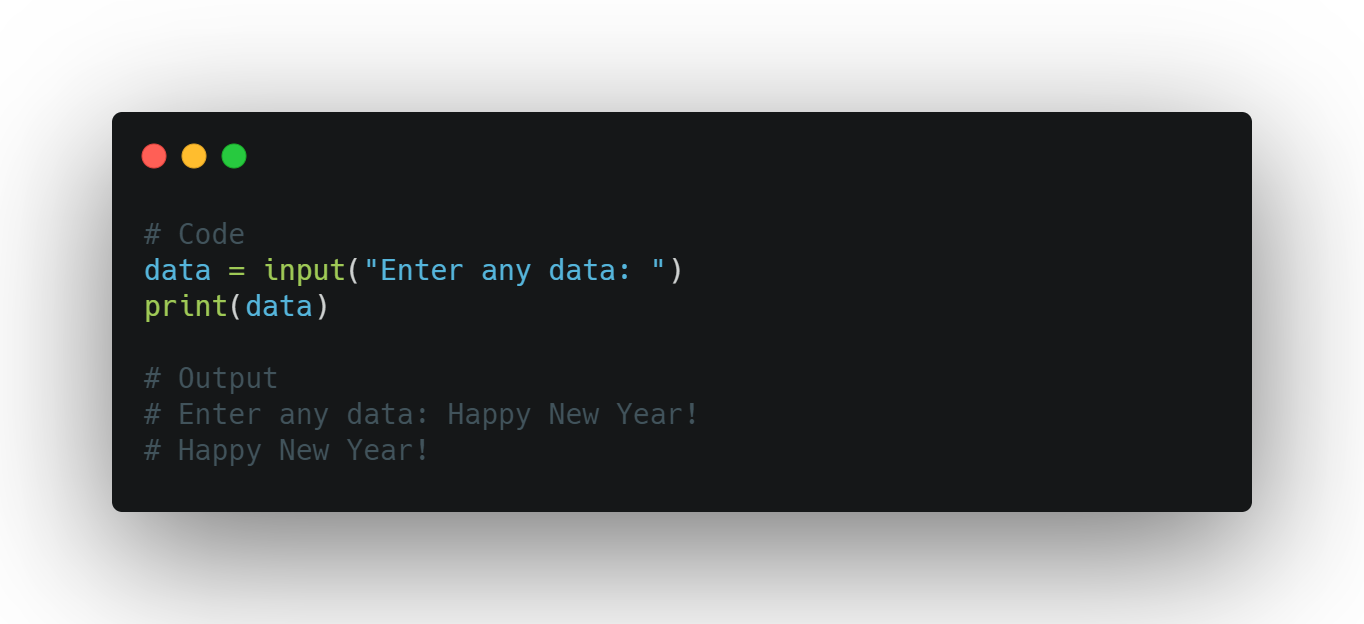 # Code
data = input("Enter any data: ")
print(data)
# Output
# Enter any data: Happy New Year!
# Happy New Year!